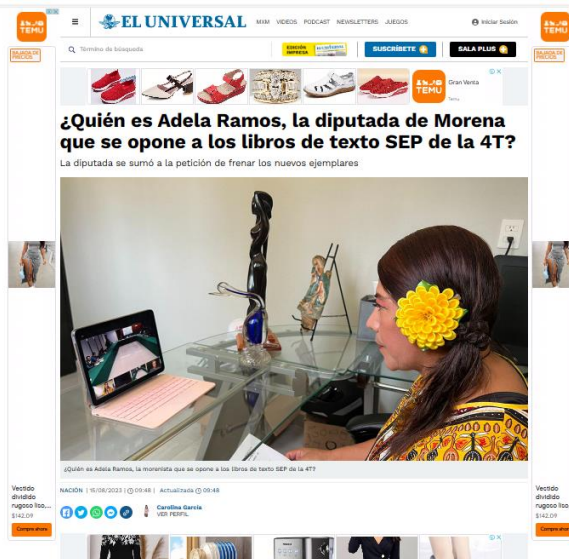 TEMU
BAJADA DE PRECIOS
EL UNIVERSAL
MXM VIDEOS PODCAST NEWSLETTERS JUEGOS
Iniciar Sesión
TEMU
BAJADA DE PRECIOS
Término de búsqueda
EDICIÓN IMPRESA
SUSCRÍBETE
SALA PLUS
TEMU
Gran Venta
Temu
¿Quién es Adela Ramos, la diputada de Morena
que se opone a los libros de texto SEP de la 4T?
La diputada se sumó a la petición de frenar los nuevos ejemplares
¿Quién es Adela Ramos, la morenista que se opone a los libros de texto SEP de la 4T?
NACIÓN | 15/08/2023 | 09:48 | Actualizada 09:48
Carolina García
VER PERFIL
Vestido
dividido
rugoso liso,...
$142.09
Compra ahora
Vestido
dividido
rugoso liso,
$142.09
Compra ahora